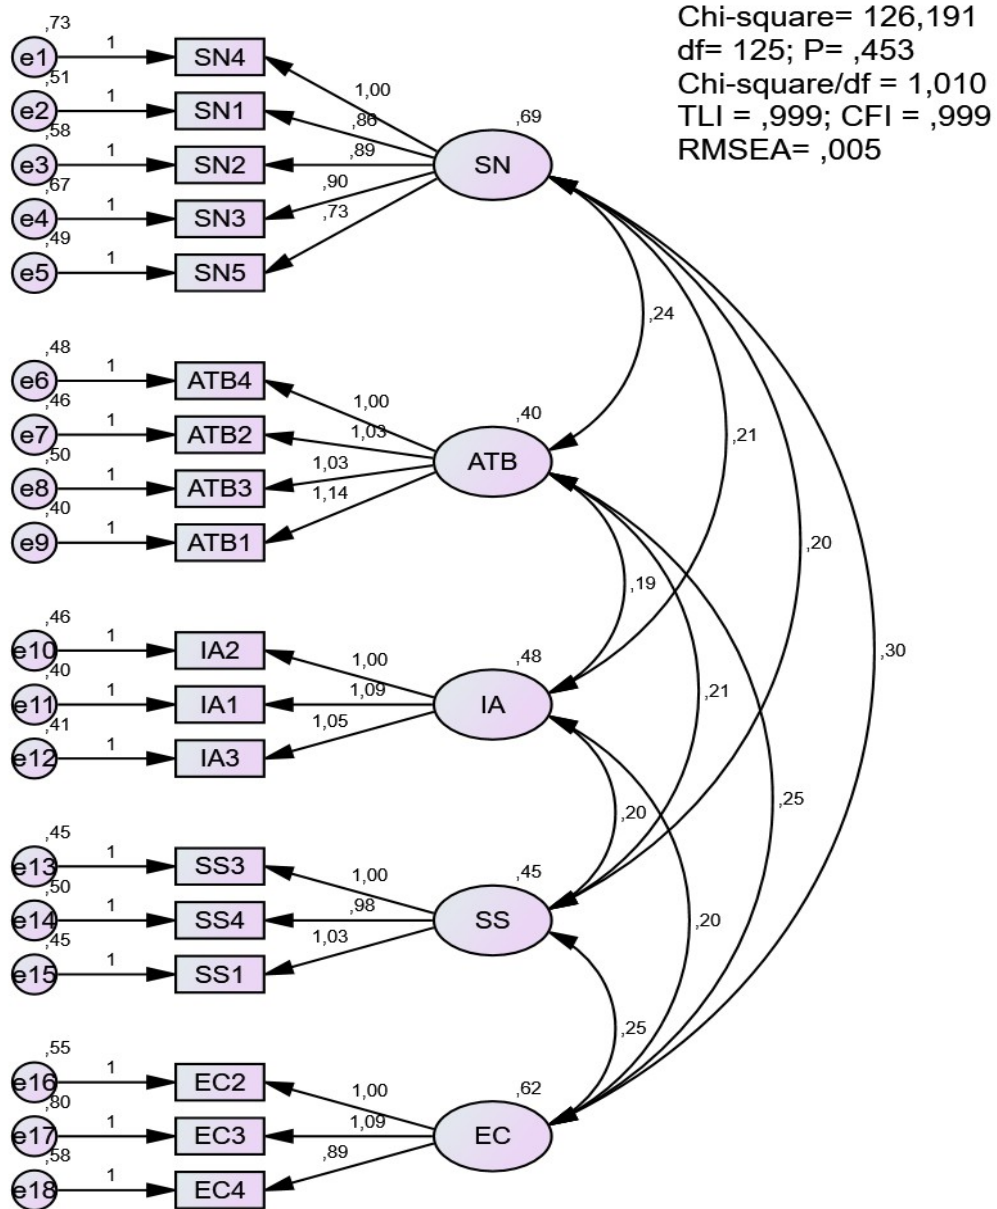 Chi-square= 126,191
df= 125; P= ,453
Chi-square/df = 1,010
TLI = ,999; CFI = ,999
RMSEA= ,005
,73
e1 1 SN4 1,00
,51
e2 1 SN1 ,86
,58
e3 1 SN2 ,89
,67
e4 1 SN3 ,90
,49
e5 1 SN5 ,73
,69
SN
,48
e6 1 ATB4 1,00
,46
e7 1 ATB2 1,03
,50
e8 1 ATB3 1,03
,40
e9 1 ATB1 1,14
,40
ATB
,46
e10 1 IA2 1,00
,40
e11 1 IA1 1,09
,41
e12 1 IA3 1,05
,48
IA
,45
e13 1 SS3 1,00
,50
e14 1 SS4 ,98
,45
e15 1 SS1 1,03
,45
SS
,55
e16 1 EC2 1,00
,80
e17 1 EC3 1,09
,58
e18 1 EC4 ,89
,62
EC
,24
,21
,20
,30
,19
,21
,25
,20
,20
,25